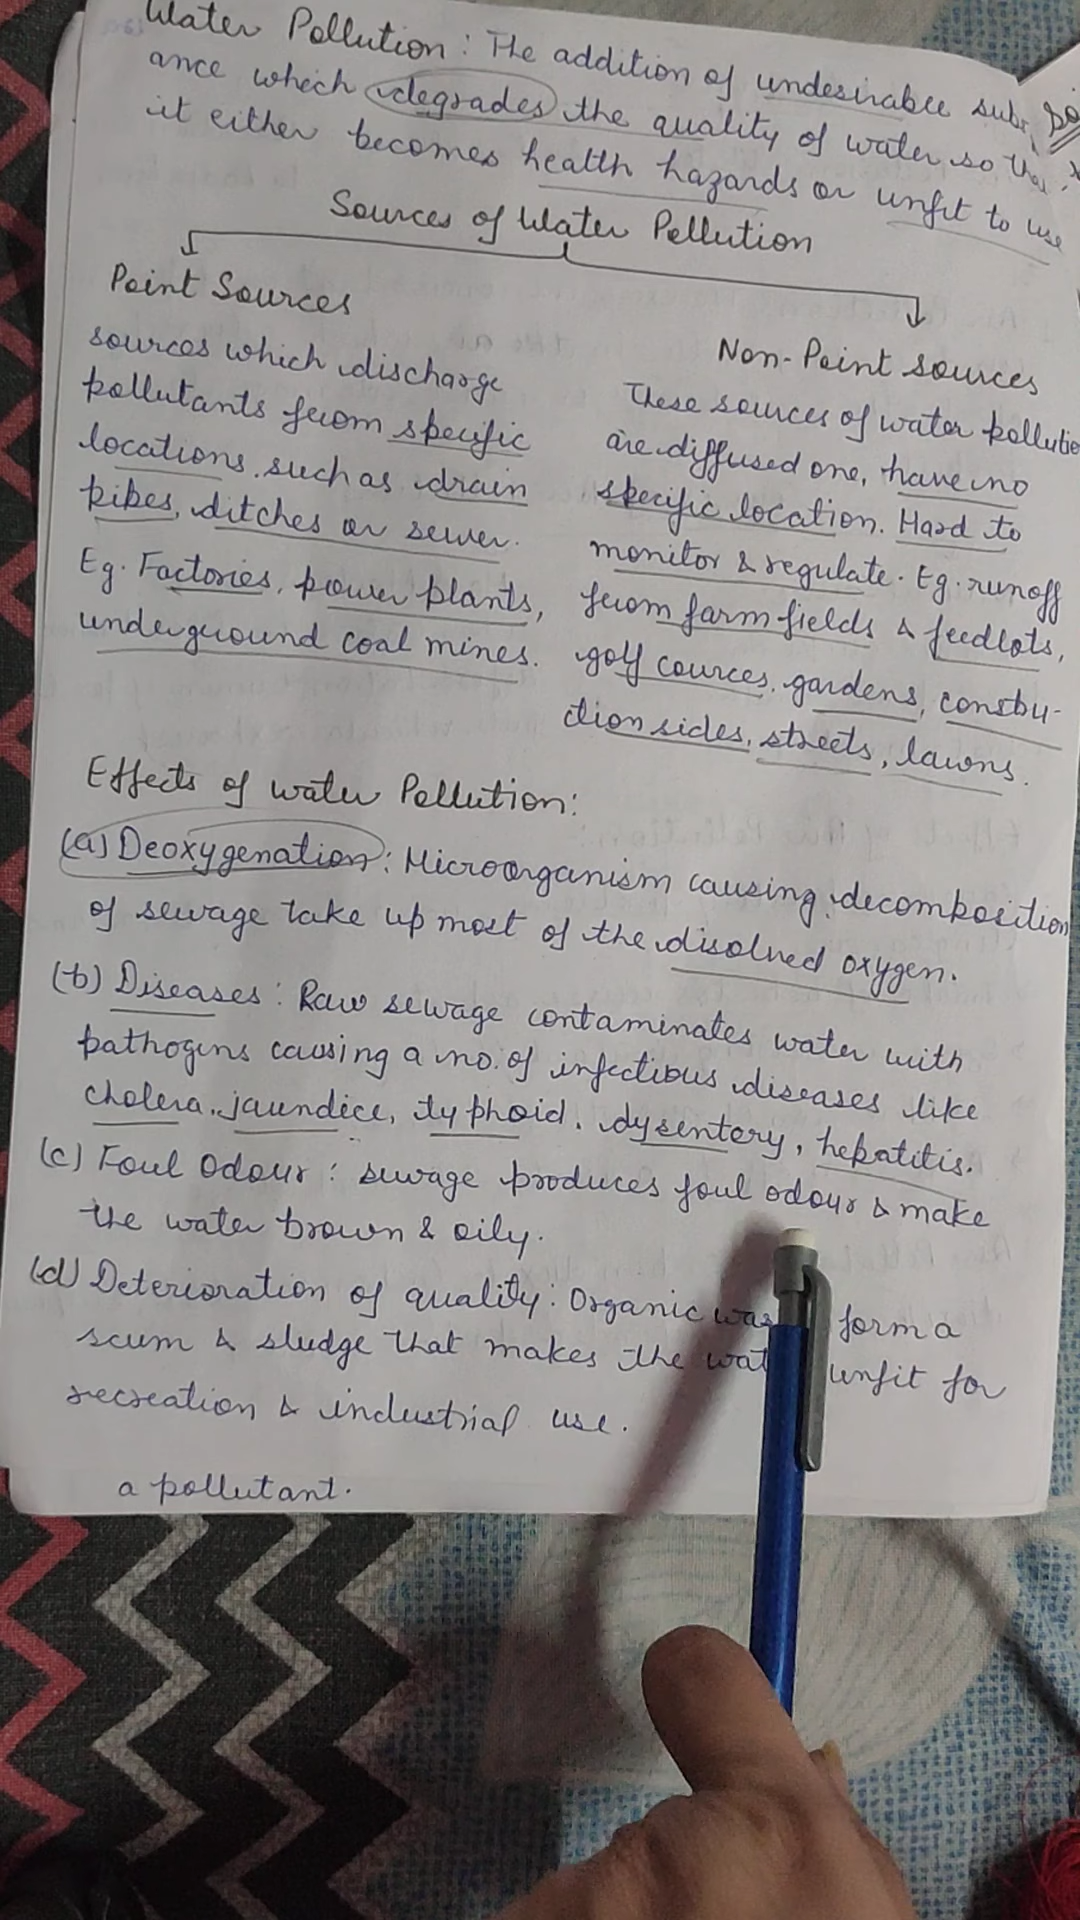 Water Pollution : The addition of undesirable subst
ance which degrades the quality of water so that
it either becomes health hazards or unfit to use
Sources of Water Pollution
Point Sources
sources which discharge
pollutants from specific
locations, such as drain
pipes, ditches or sewer.
Eg. Factories, power plants,
underground coal mines.
Non-Point sources
These sources of water pollutio
are diffused one, have no
specific location. Hard to
monitor & regulate. Eg. runoff
from farm fields & feedlots,
golf cources, gardens, constru-
ction sides, streets, lawns.
Effects of water Pollution:
(a) Deoxygenation : Microorganism causing decomposition
of sewage take up most of the disolved oxygen.
(b) Diseases : Raw sewage contaminates water with
pathogens causing a no. of infectious diseases like
cholera, jaundice, typhoid, dysentery, hepatitis.
(c) Foul Odour : sewage produces foul odour & make
the water brown & oily.
(d) Deterioration of quality : Organic was form a
scum & sludge that makes the wat unfit for
recreation & industrial use.
a pollutant.